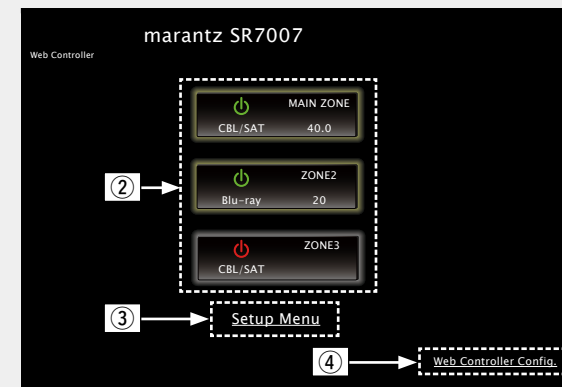 marantz SR7007
Web Controller
MAIN ZONE
CBL/SAT 40.0
② ZONE2
Blu-ray 20
ZONE3
CBL/SAT
③ Setup Menu
④ Web Controller Config.